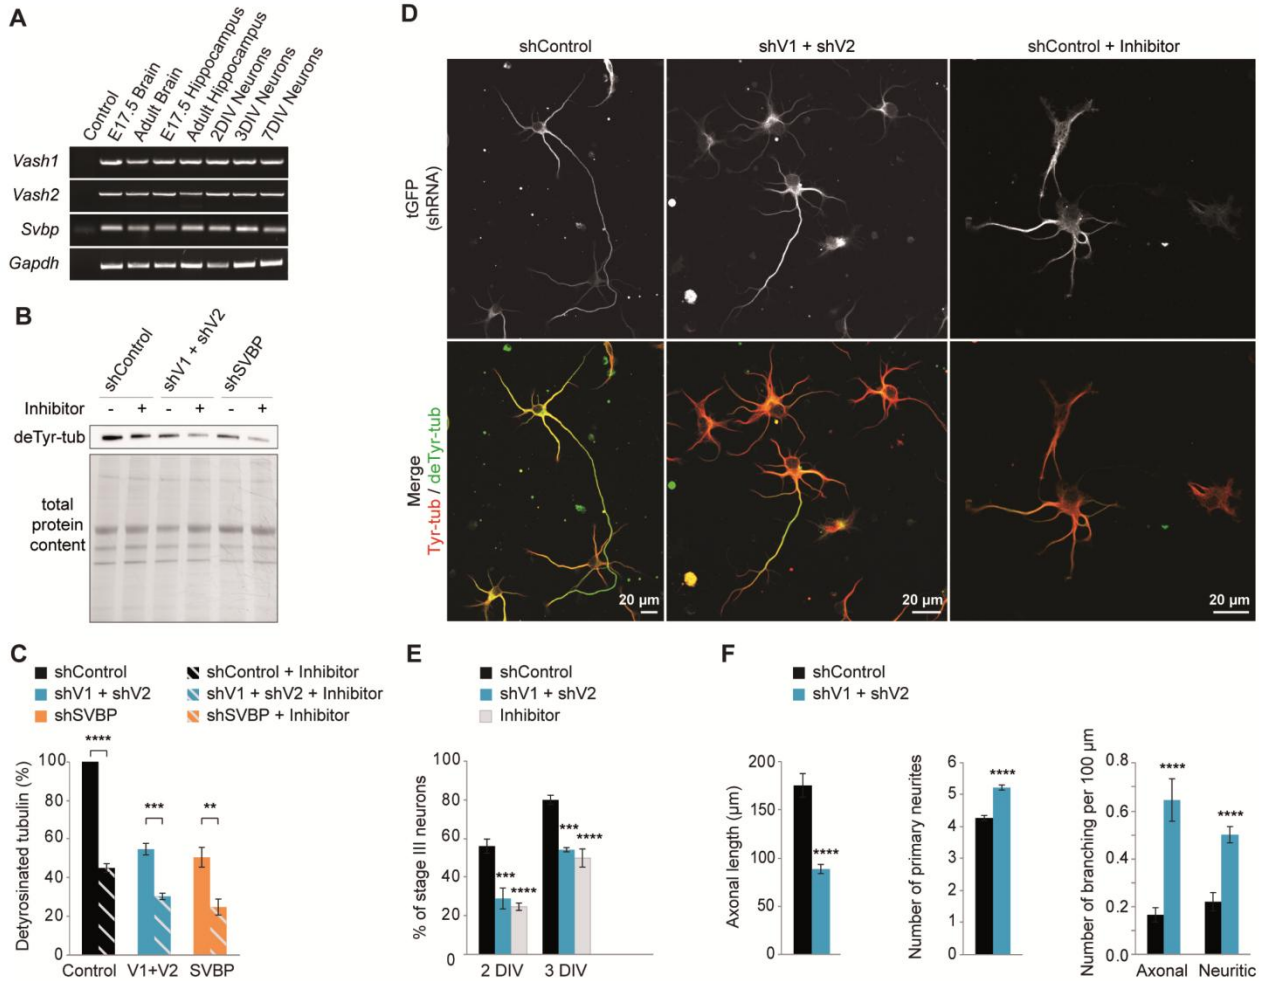 A
Control
E17.5 Brain
Adult Brain
E17.5 Hippocampus
Adult Hippocampus
2DIV Neurons
3DIV Neurons
7DIV Neurons
Vash1
Vash2
Svbp
Gapdh
B
shControl
shV1 + shV2
shSVBP
Inhibitor - + - + - +
deTyr-tub
total
protein
content
D
shControl shV1 + shV2 shControl + Inhibitor
tGFP
(shRNA)
Merge
Tyr-tub / deTyr-tub
20 µm 20 µm 20 µm
C
shControl shControl + Inhibitor
shV1 + shV2 shV1 + shV2 + Inhibitor
shSVBP shSVBP + Inhibitor
Detyrosinated tubulin (%)
100
80
60
40
20
0
**** *** **
Control V1+V2 SVBP
E
shControl
shV1 + shV2
Inhibitor
% of stage III neurons
100
80
60
40
20
0
*** **** *** ****
2 DIV 3 DIV
F
shControl
shV1 + shV2
Axonal length (µm)
200
150
100
50
0
****
Number of primary neurites
6
5
4
3
2
1
0
****
Number of branching per 100 µm
0.8
0.6
0.4
0.2
0.0
**** ****
Axonal Neuritic